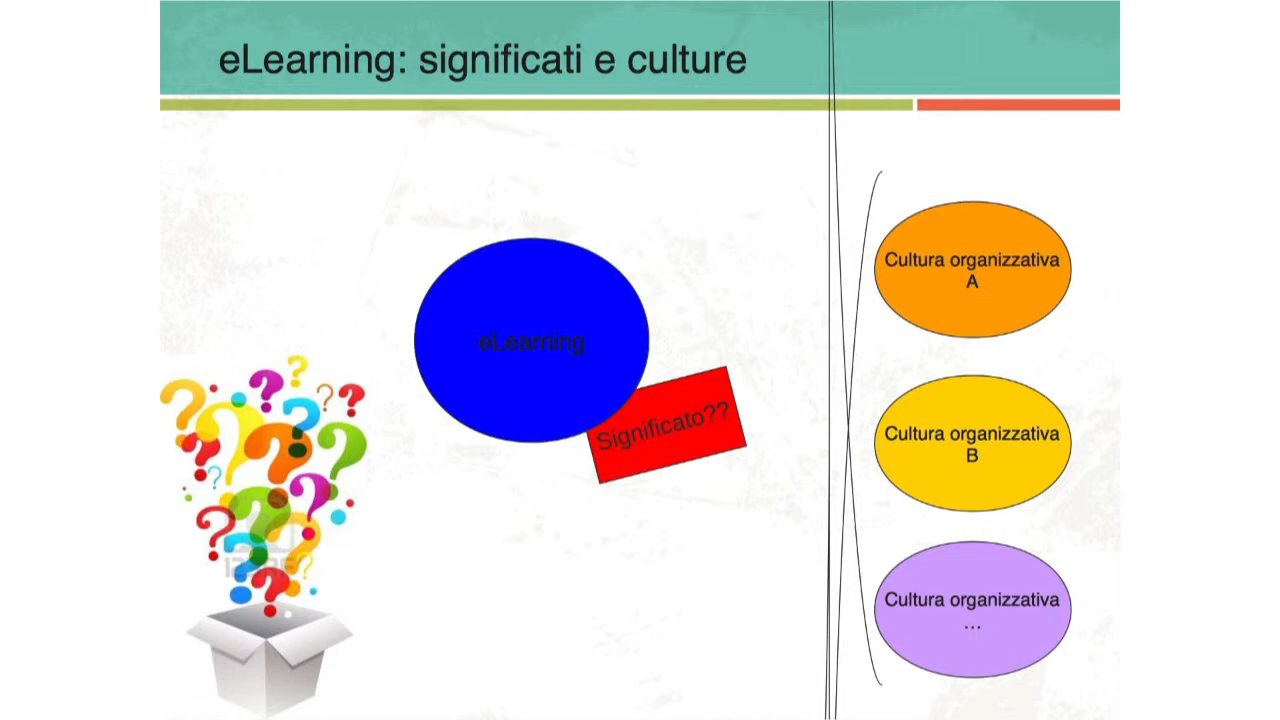 eLearning: significati e culture
eLearning
Significato??
Cultura organizzativa
A
Cultura organizzativa
B
Cultura organizzativa
...